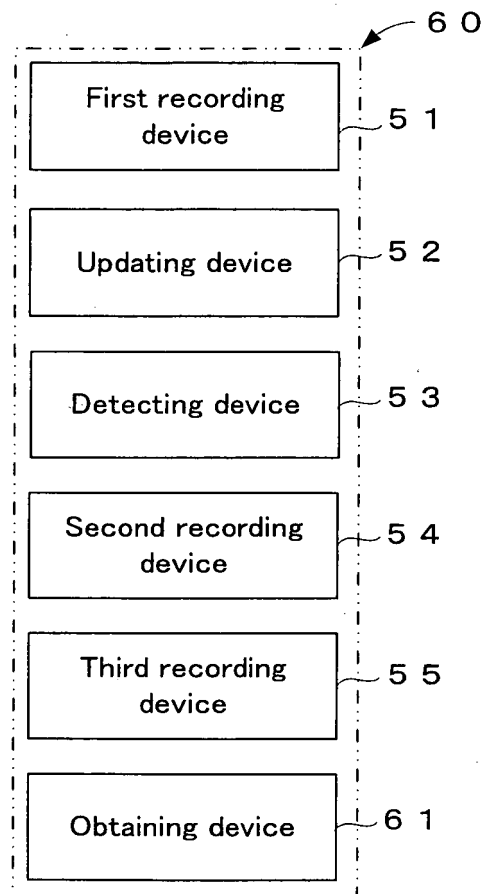 60
First recording
device
51
Updating device
52
Detecting device
53
Second recording
device
54
Third recording
device
55
Obtaining device
61